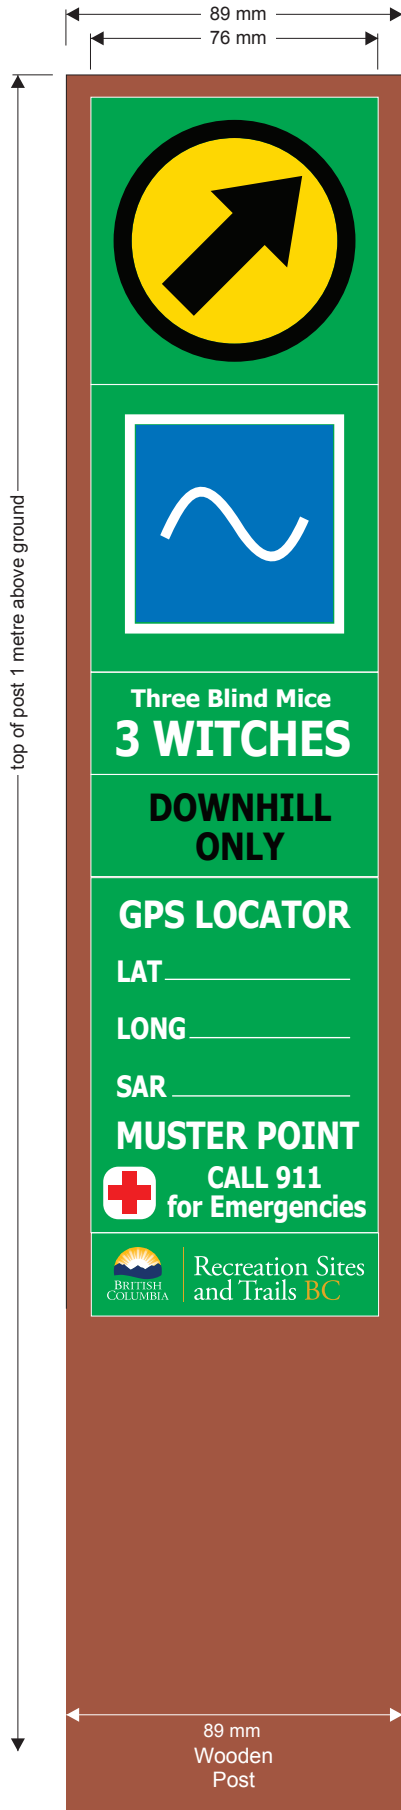 89 mm
76 mm
top of post 1 metre above ground
Three Blind Mice
3 WITCHES
DOWNHILL
ONLY
GPS LOCATOR
LAT
LONG
SAR
MUSTER POINT
CALL 911
for Emergencies
BRITISH
COLUMBIA
Recreation Sites
and Trails BC
89 mm
Wooden
Post